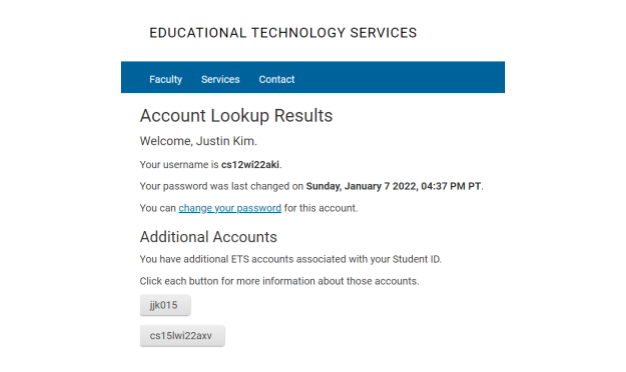 EDUCATIONAL TECHNOLOGY SERVICES
Faculty Services Contact
Account Lookup Results
Welcome, Justin Kim.
Your username is cs12wi22aki.
Your password was last changed on Sunday, January 7 2022, 04:37 PM PT.
You can change your password for this account.
Additional Accounts
You have additional ETS accounts associated with your Student ID.
Click each button for more information about those accounts.
jjk015
cs15lwi22axv